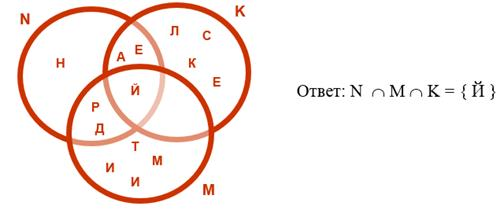 N
K
Л
С
А Е
Н
К
Е
Й
Р
Д
Т
И
М
И
M
Ответ: N ∩ M ∩ K = { Й }